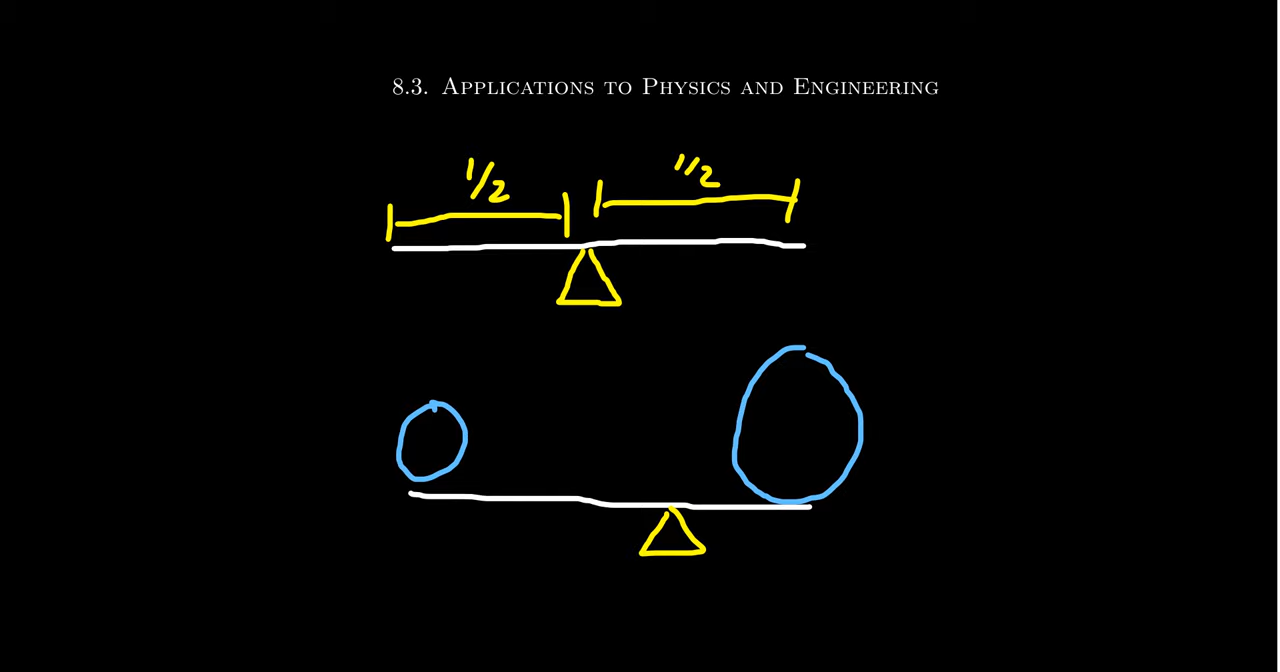 8.3. Applications to Physics and Engineering
1/2 1/2